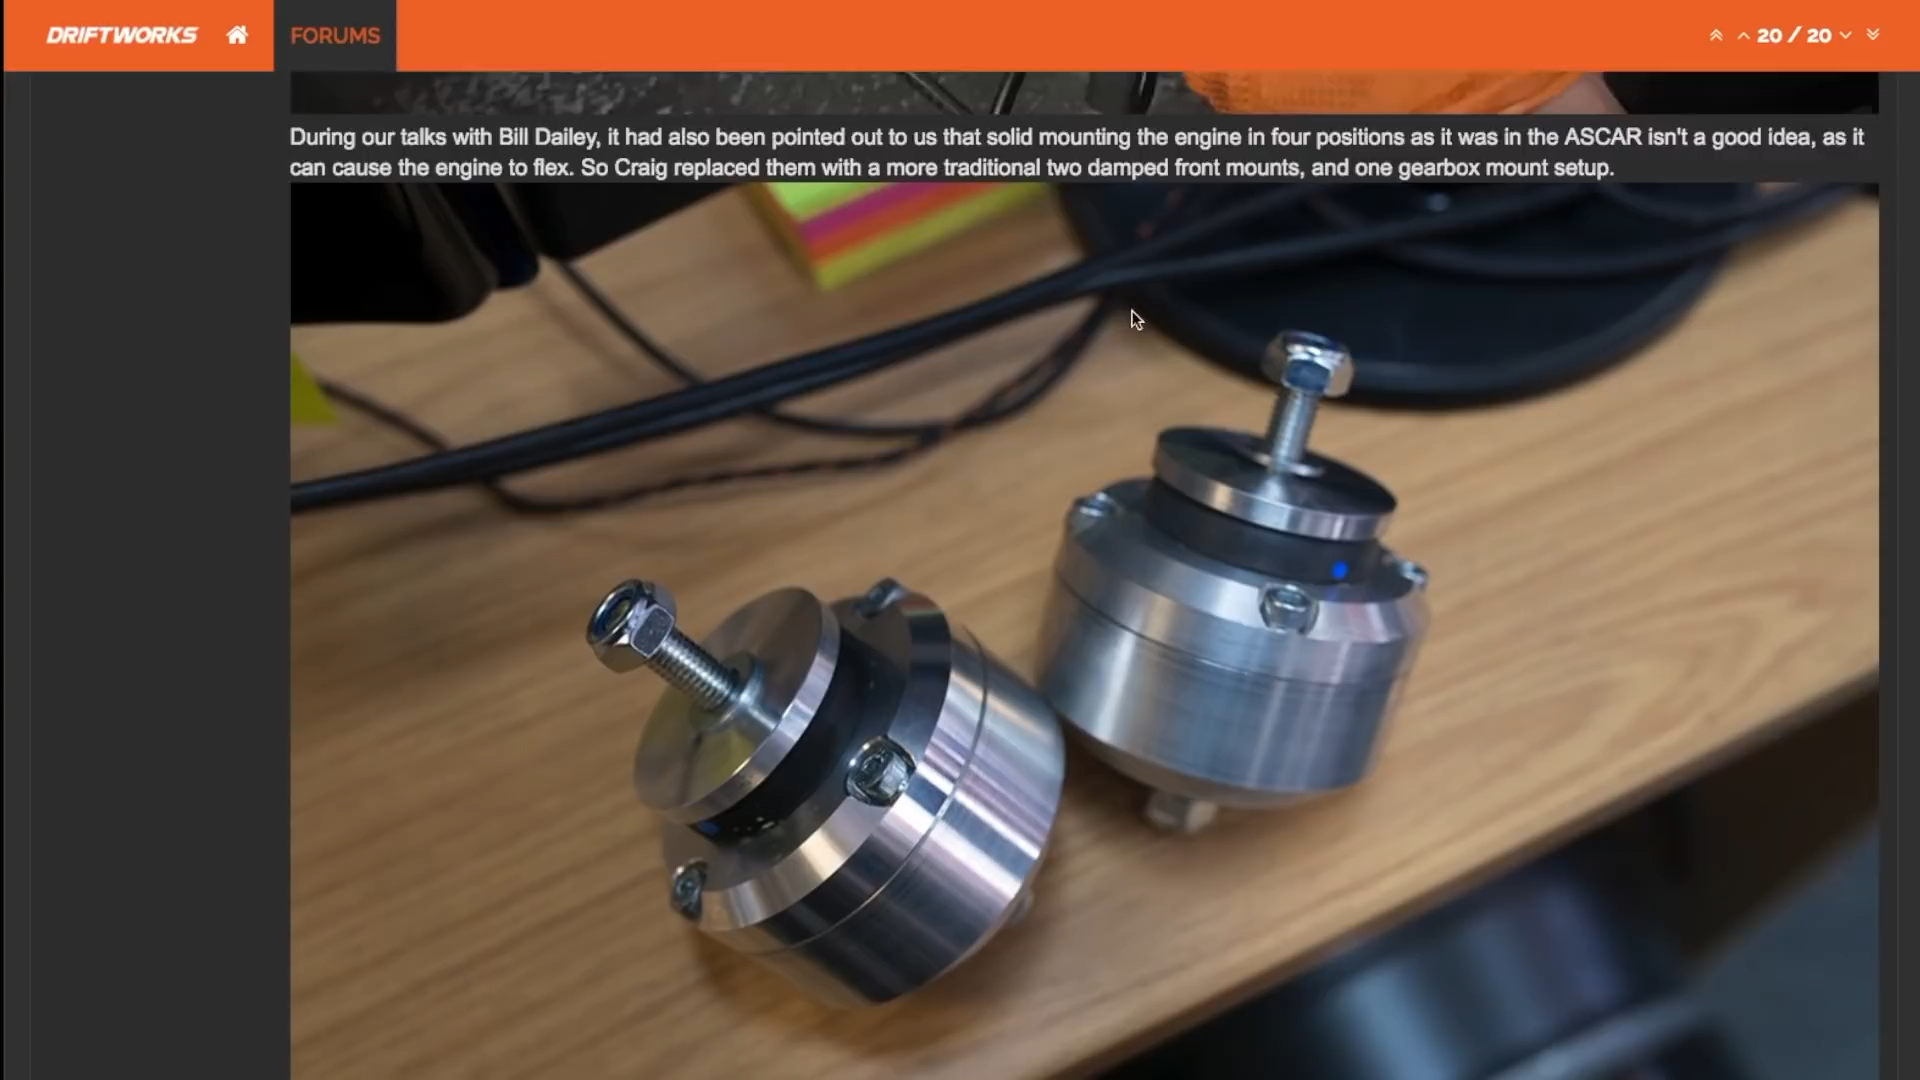 DRIFTWORKS FORUMS 20 / 20
During our talks with Bill Dailey, it had also been pointed out to us that solid mounting the engine in four positions as it was in the ASCAR isn't a good idea, as it
can cause the engine to flex. So Craig replaced them with a more traditional two damped front mounts, and one gearbox mount setup.